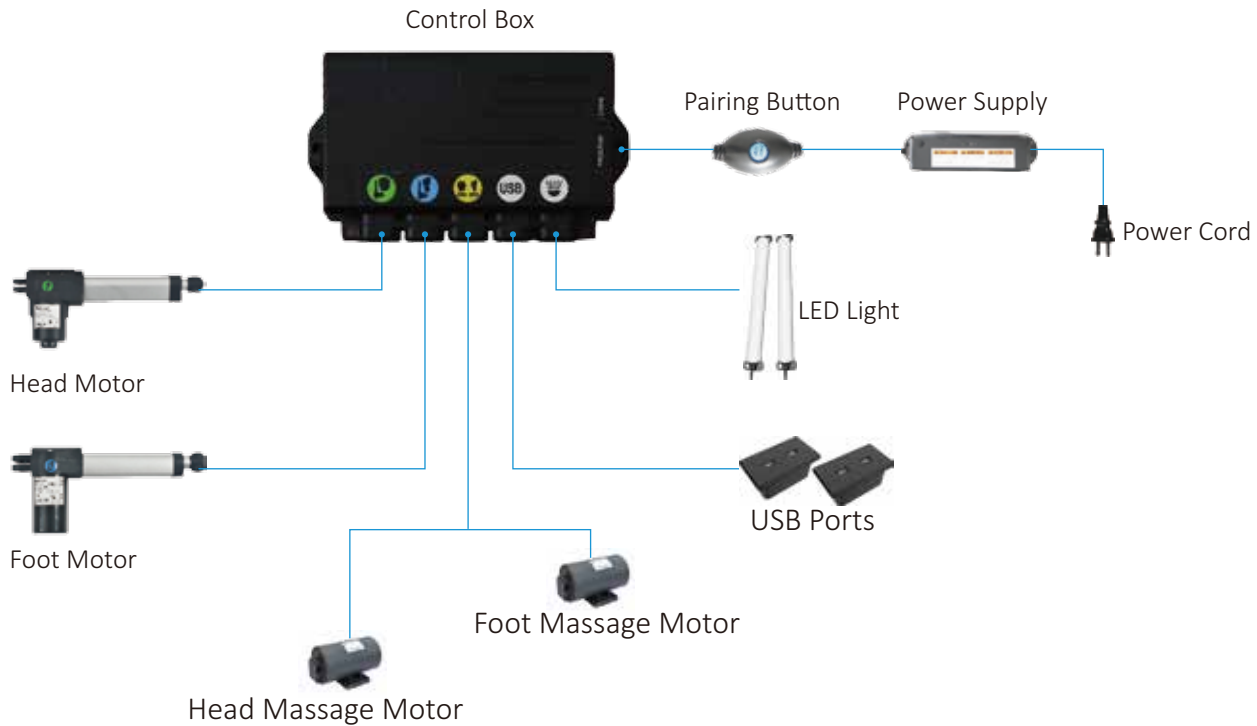 Control Box
Pairing Button
Power Supply
USB
Power Cord
LED Light
Head Motor
USB Ports
Foot Motor
Foot Massage Motor
Head Massage Motor